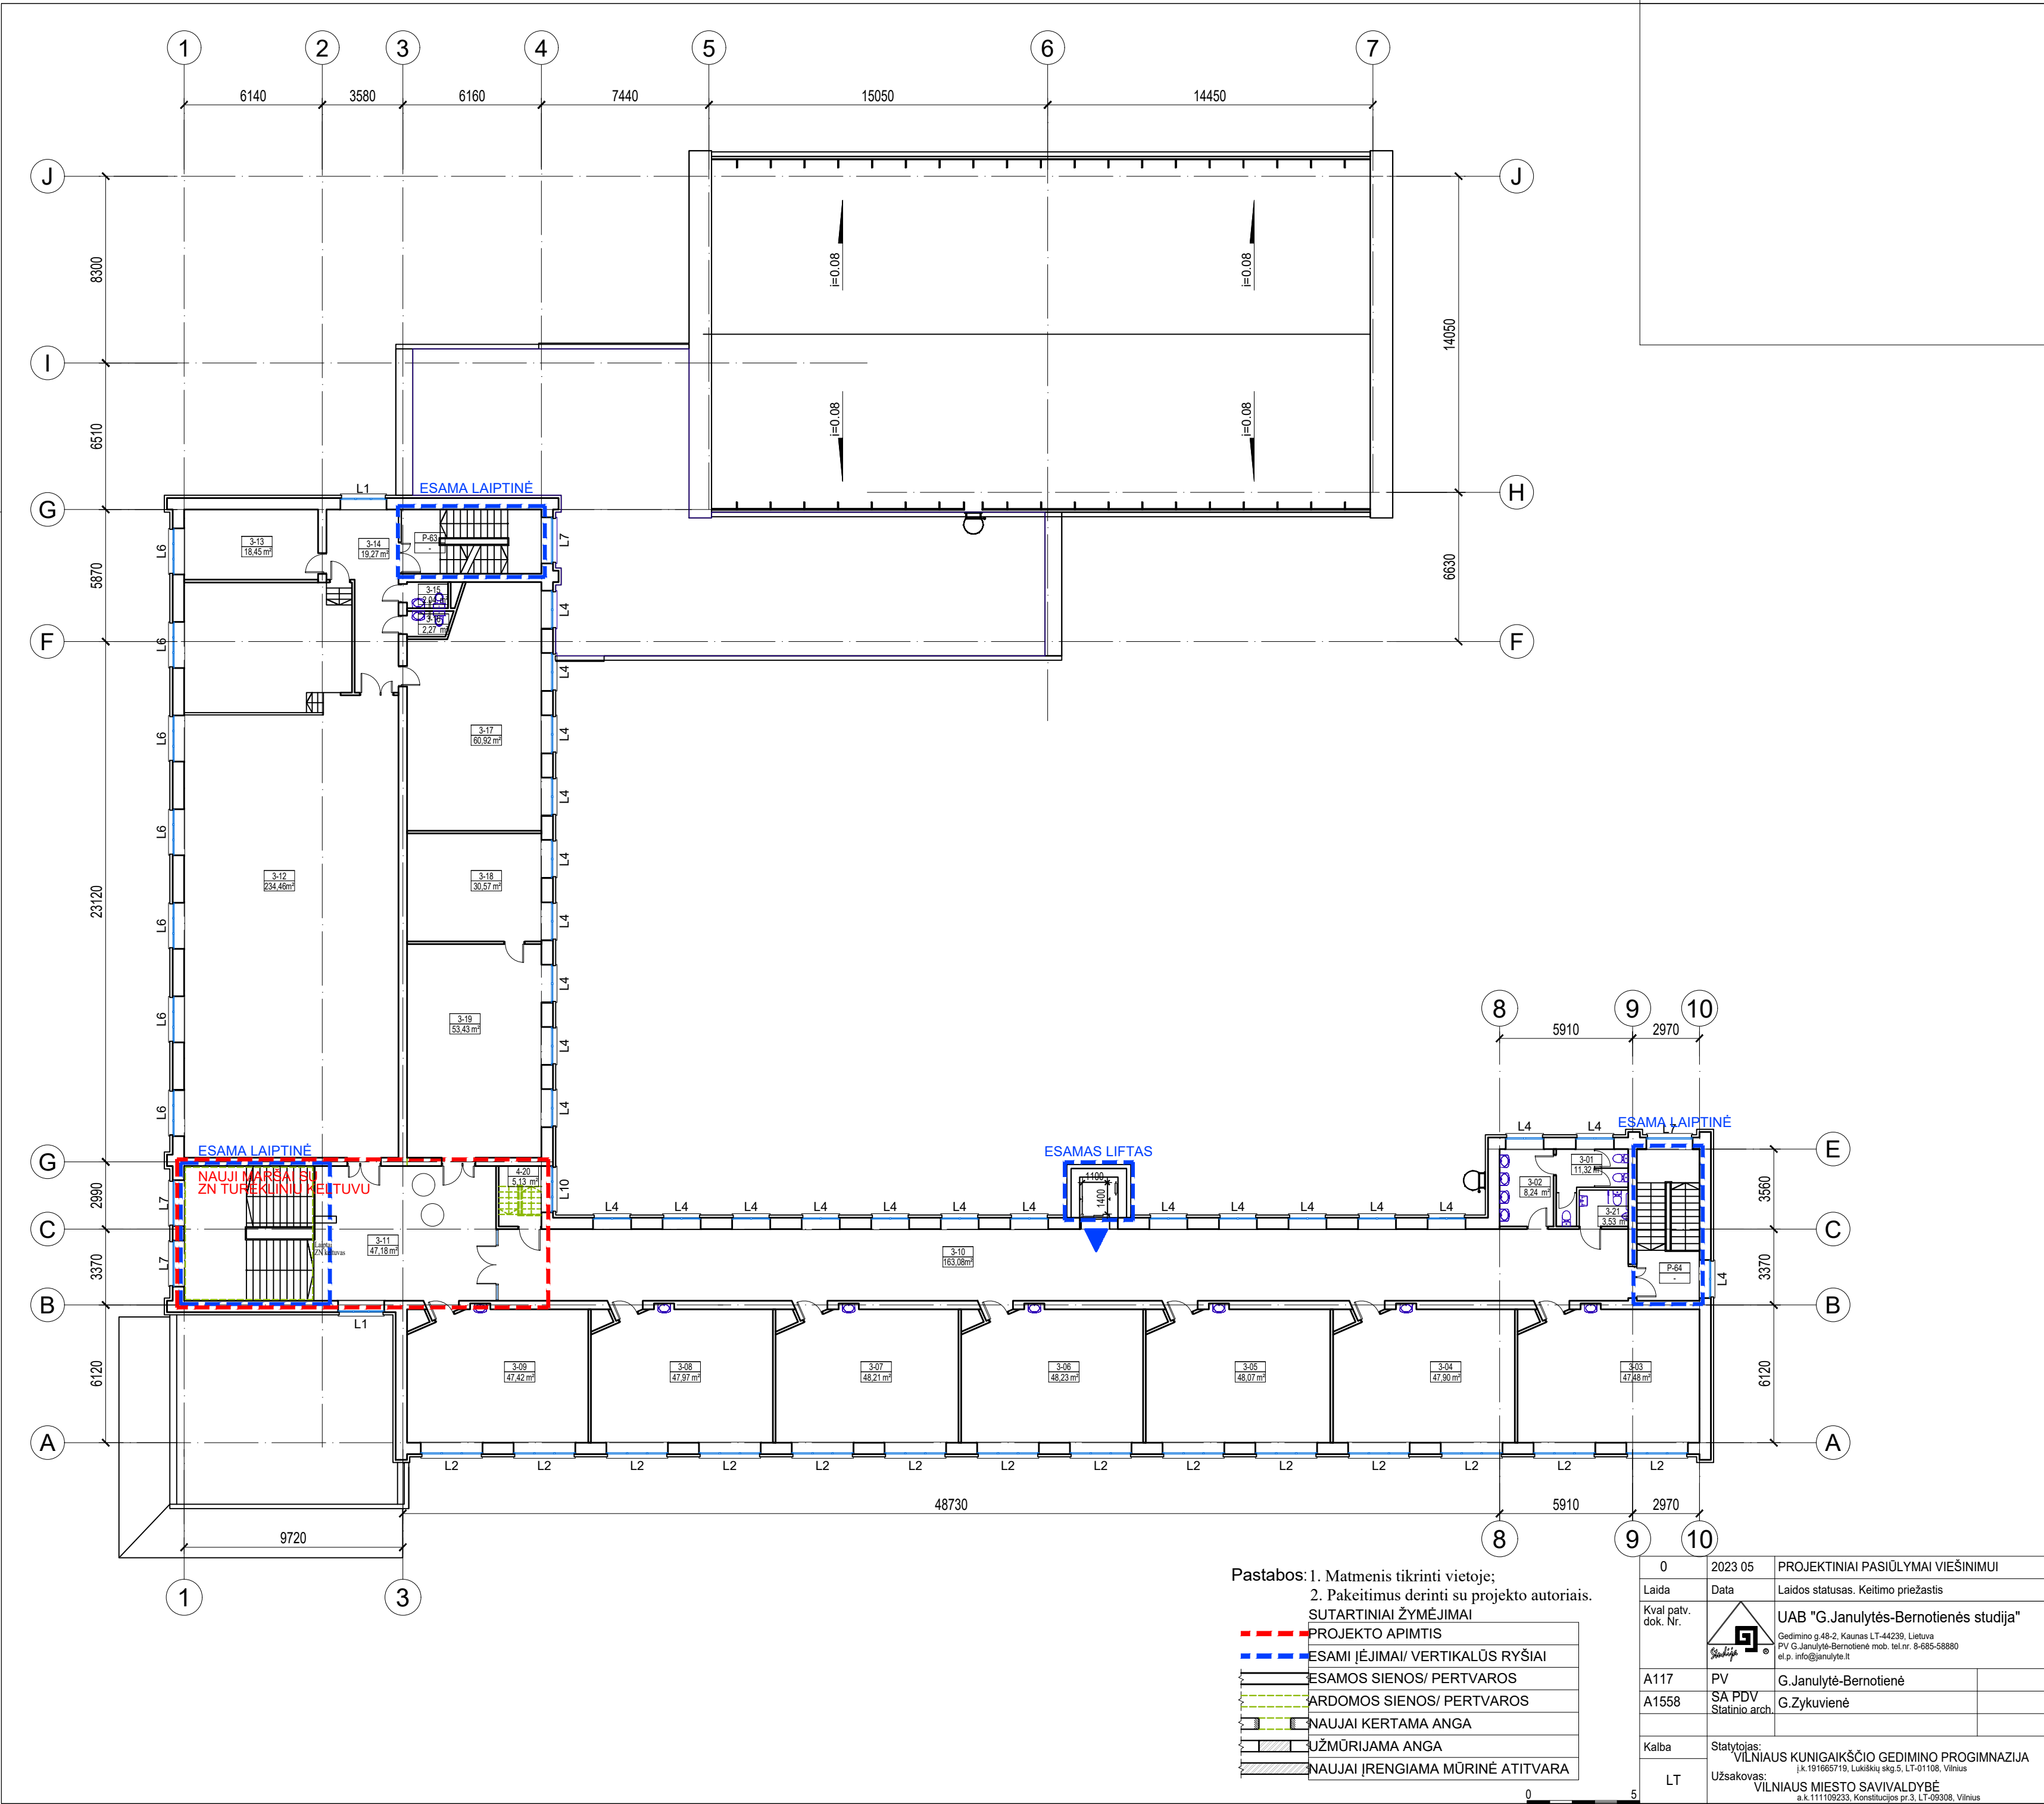 1 2 3 4 5 6 7
6140 3580 6160 7440 15050 14450
J J
8300
i=0.08 i=0.08
14050
I
6510
i=0.08 i=0.08
H
G
L1
ESAMA LAIPTINĖ
3-13
18,45 m²
3-14
19,27 m²
P-63
-
L6
L7
5870
6630
3-15
L4
2,27 m²
F F
L6
L4
3-17
60,92 m²
L6
L4
L4
L6
L4
3-12
234,46m²
3-18
30,57 m²
23120
L6
L4
L4
3-19
53,43 m²
L6
L4
L6
L4
8 9 10
5910 2970
ESAMA LAIPTINĖ
L4 L4 L7
G
ESAMA LAIPTINĖ
ESAMAS LIFTAS
E
NAUJI MARŠAI SU
ZN TUREKLINIU KELTUVU
4-20
5,13 m²
L10
1100
1400
3-01
11,32 m²
3-02
8,24 m²
3-21
3,53 m²
2990
3560
L7
L4 L4 L4 L4 L4 L4 L4 L4 L4 L4 L4 L4
C C
3-11
47,18 m²
3-10
163,08m²
P-64
-
L7
L4
3370
3370
B B
L1
3-09
47,42 m²
3-08
47,97 m²
3-07
48,21 m²
3-06
48,23 m²
3-05
48,07 m²
3-04
47,90 m²
3-03
47,48 m²
6120
6120
A A
L2 L2 L2 L2 L2 L2 L2 L2 L2 L2 L2 L2 L2 L2
48730 5910 2970
9720
8 9 10
1 3
Pastabos: 1. Matmenis tikrinti vietoje;
2. Pakeitimus derinti su projekto autoriais.
SUTARTINIAI ŽYMĖJIMAI
PROJEKTO APIMTIS
ESAMI ĮĖJIMAI/ VERTIKALŪS RYŠIAI
ESAMOS SIENOS/ PERTVAROS
ARDOMOS SIENOS/ PERTVAROS
NAUJAI KERTAMA ANGA
UŽMŪRIJAMA ANGA
NAUJAI ĮRENGIAMA MŪRINĖ ATITVARA
0 5
0 2023 05 PROJEKTINIAI PASIŪLYMAI VIEŠINIMUI
Laida Data Laidos statusas. Keitimo priežastis
Kval patv.
dok. Nr.
Studija ®
UAB "G.Janulytės-Bernotienės studija"
Gedimino g.48-2, Kaunas LT-44239, Lietuva
PV G.Janulytė-Bernotienė mob. tel.nr. 8-685-58880
el.p. info@janulyte.lt
A117 PV G.Janulytė-Bernotienė
A1558 SA PDV G.Zykuvienė
Statinio arch.
Kalba
LT
Statytojas:
VILNIAUS KUNIGAIKŠČIO GEDIMINO PROGIMNAZIJA
į.k.191665719, Lukiškių skg.5, LT-01108, Vilnius
Užsakovas:
VILNIAUS MIESTO SAVIVALDYBĖ
a.k.111109233, Konstitucijos pr.3, LT-09308, Vilnius